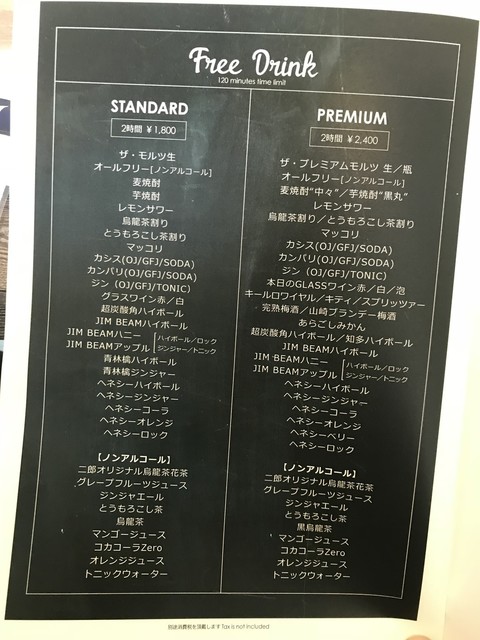 Free Drink
120 minutes time limit
STANDARD
2時間 ¥1,800
ザ・モルツ生
オールフリー[ノンアルコール]
麦焼酎
芋焼酎
レモンサワー
烏龍茶割り
とうもろこし茶割り
マッコリ
カシス(OJ/GFJ/SODA)
カンパリ(OJ/GFJ/SODA)
ジン (OJ/GFJ/TONIC)
グラスワイン赤/白
超炭酸角ハイボール
JIM BEAMハイボール
JIM BEAMハニー
JIM BEAMアップル
ハイボール/ロック
ジンジャー/トニック
青林檎ハイボール
青林檎ジンジャー
ヘネシーハイボール
ヘネシージンジャー
ヘネシーコーラ
ヘネシーオレンジ
ヘネシーロック
【ノンアルコール】
二郎オリジナル烏龍茶花茶
グレープフルーツジュース
ジンジャエール
とうもろこし茶
烏龍茶
マンゴージュース
コカコーラZero
オレンジジュース
トニックウォーター
PREMIUM
2時間 ¥2,400
ザ・プレミアムモルツ 生/瓶
オールフリー[ノンアルコール]
麦焼酎“中々”/芋焼酎“黒丸”
レモンサワー
烏龍茶割り/とうもろこし茶割り
マッコリ
カシス(OJ/GFJ/SODA)
カンパリ(OJ/GFJ/SODA)
ジン (OJ/GFJ/TONIC)
本日のGLASSワイン赤/白/泡
キールロワイヤル/キティ/スプリッツァー
完熟梅酒/山崎ブランデー梅酒
あらごしみかん
超炭酸角ハイボール/知多ハイボール
JIM BEAMハイボール
JIM BEAMハニー
JIM BEAMアップル
ハイボール/ロック
ジンジャー/トニック
ヘネシーハイボール
ヘネシージンジャー
ヘネシーコーラ
ヘネシーオレンジ
ヘネシーベリー
ヘネシーロック
【ノンアルコール】
二郎オリジナル烏龍茶花茶
グレープフルーツジュース
ジンジャエール
とうもろこし茶
黒烏龍茶
マンゴージュース
コカコーラZero
オレンジジュース
トニックウォーター
別途消費税を頂戴します Tax is not included